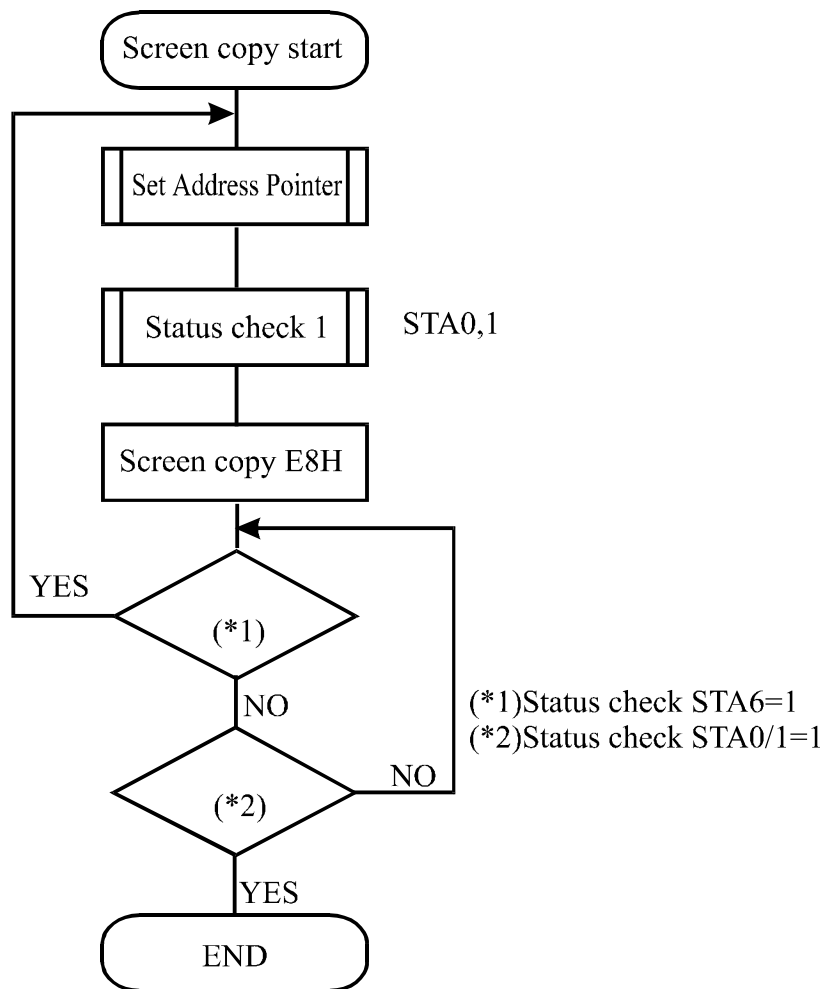 Screen copy start
Set Address Pointer
Status check 1
STA0,1
Screen copy E8H
YES
(*1)
NO
(*1)Status check STA6=1
(*2)Status check STA0/1=1
NO
(*2)
YES
END